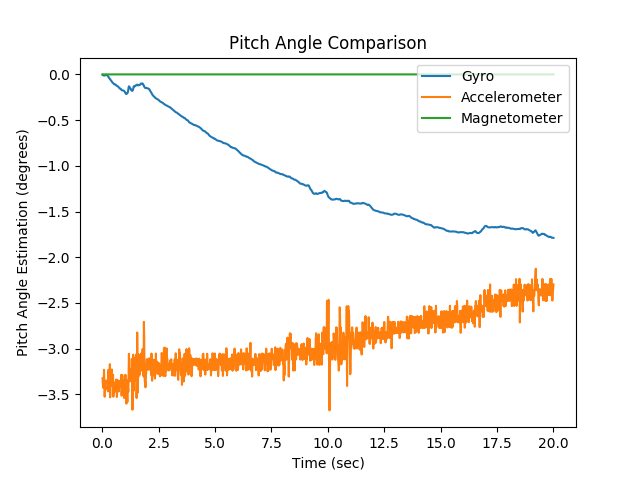 Pitch Angle Comparison
Pitch Angle Estimation (degrees)
0.0
−0.5
−1.0
−1.5
−2.0
−2.5
−3.0
−3.5
Gyro
Accelerometer
Magnetometer
0.0 2.5 5.0 7.5 10.0 12.5 15.0 17.5 20.0
Time (sec)